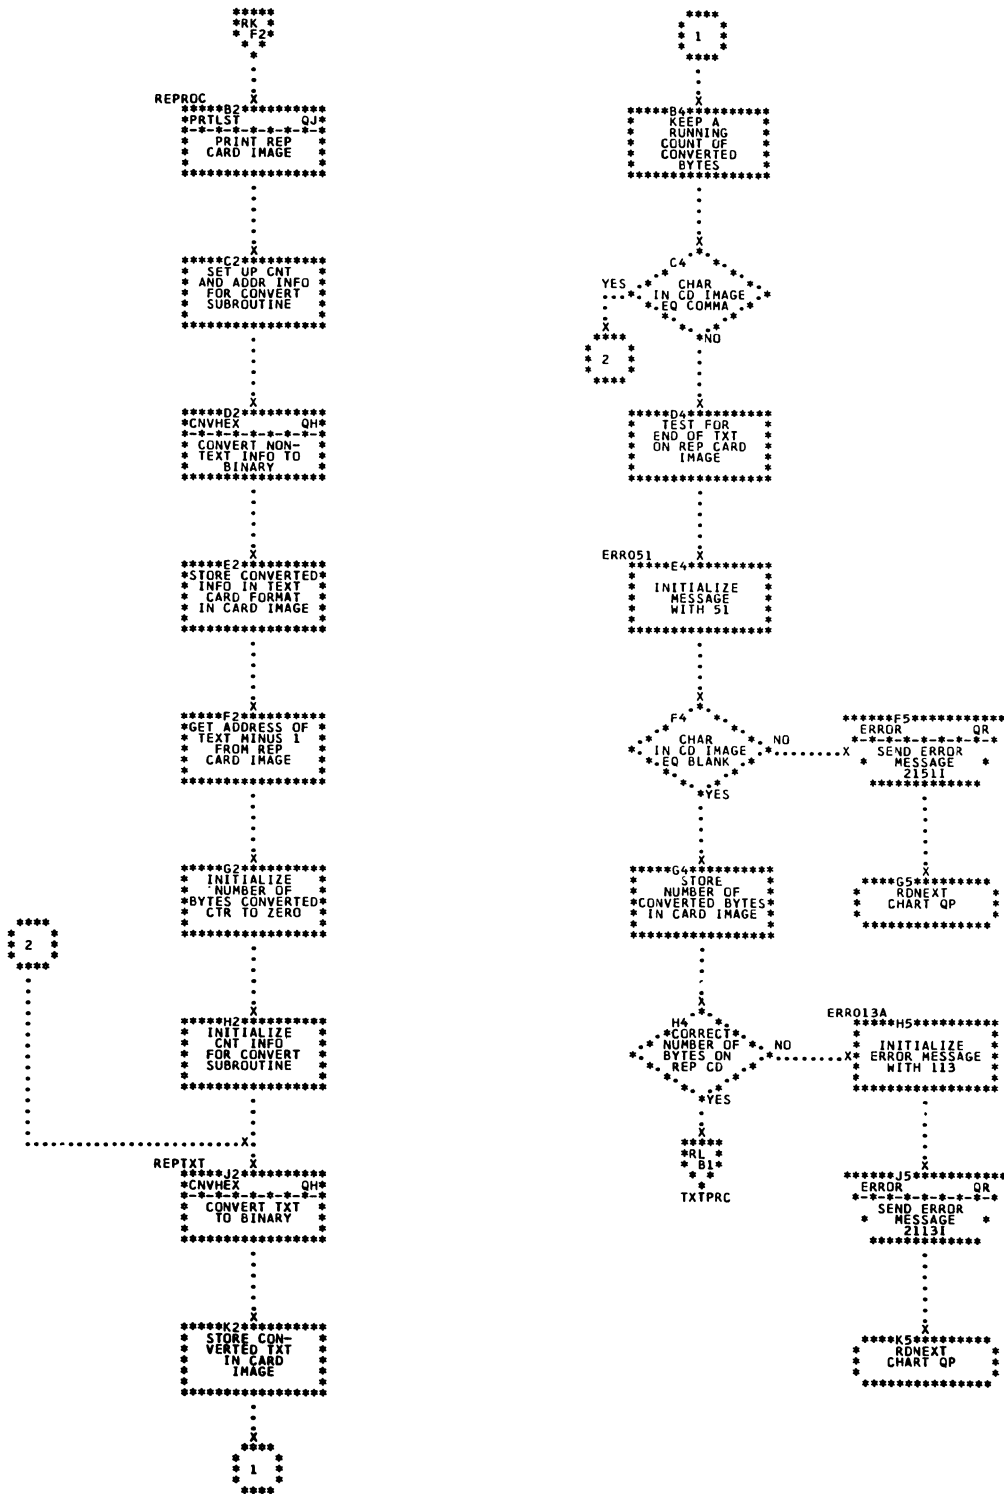 RK
F2
REPROC
B2
PRTLST QJ
PRINT REP
CARD IMAGE
C2
SET UP CNT
AND ADDR INFO
FOR CONVERT
SUBROUTINE
D2
CNVHEX QH
CONVERT NON-
TEXT INFO TO
BINARY
E2
STORE CONVERTED
INFO IN TEXT
CARD FORMAT
IN CARD IMAGE
F2
GET ADDRESS OF
TEXT MINUS 1
FROM REP
CARD IMAGE
G2
INITIALIZE
NUMBER OF
BYTES CONVERTED
CTR TO ZERO
2
H2
INITIALIZE
CNT INFO
FOR CONVERT
SUBROUTINE
REPTXT
J2
CNVHEX QH
CONVERT TXT
TO BINARY
K2
STORE CON-
VERTED TXT
IN CARD
IMAGE
1
1
B4
KEEP A
RUNNING
COUNT OF
CONVERTED
BYTES
C4
CHAR
IN CD IMAGE
EQ COMMA
YES
NO
2
D4
TEST FOR
END OF TXT
ON REP CARD
IMAGE
ERR051
E4
INITIALIZE
MESSAGE
WITH 51
F4
CHAR
IN CD IMAGE
EQ BLANK
NO
YES
F5
ERROR QR
SEND ERROR
MESSAGE
2151I
G5
RDNEXT
CHART QP
G4
STORE
NUMBER OF
CONVERTED BYTES
IN CARD IMAGE
H4
CORRECT
NUMBER OF
BYTES ON
REP CD
NO
YES
RL
B1
TXTPRC
ERR013A
H5
INITIALIZE
ERROR MESSAGE
WITH 113
J5
ERROR QR
SEND ERROR
MESSAGE
2113I
K5
RDNEXT
CHART QP